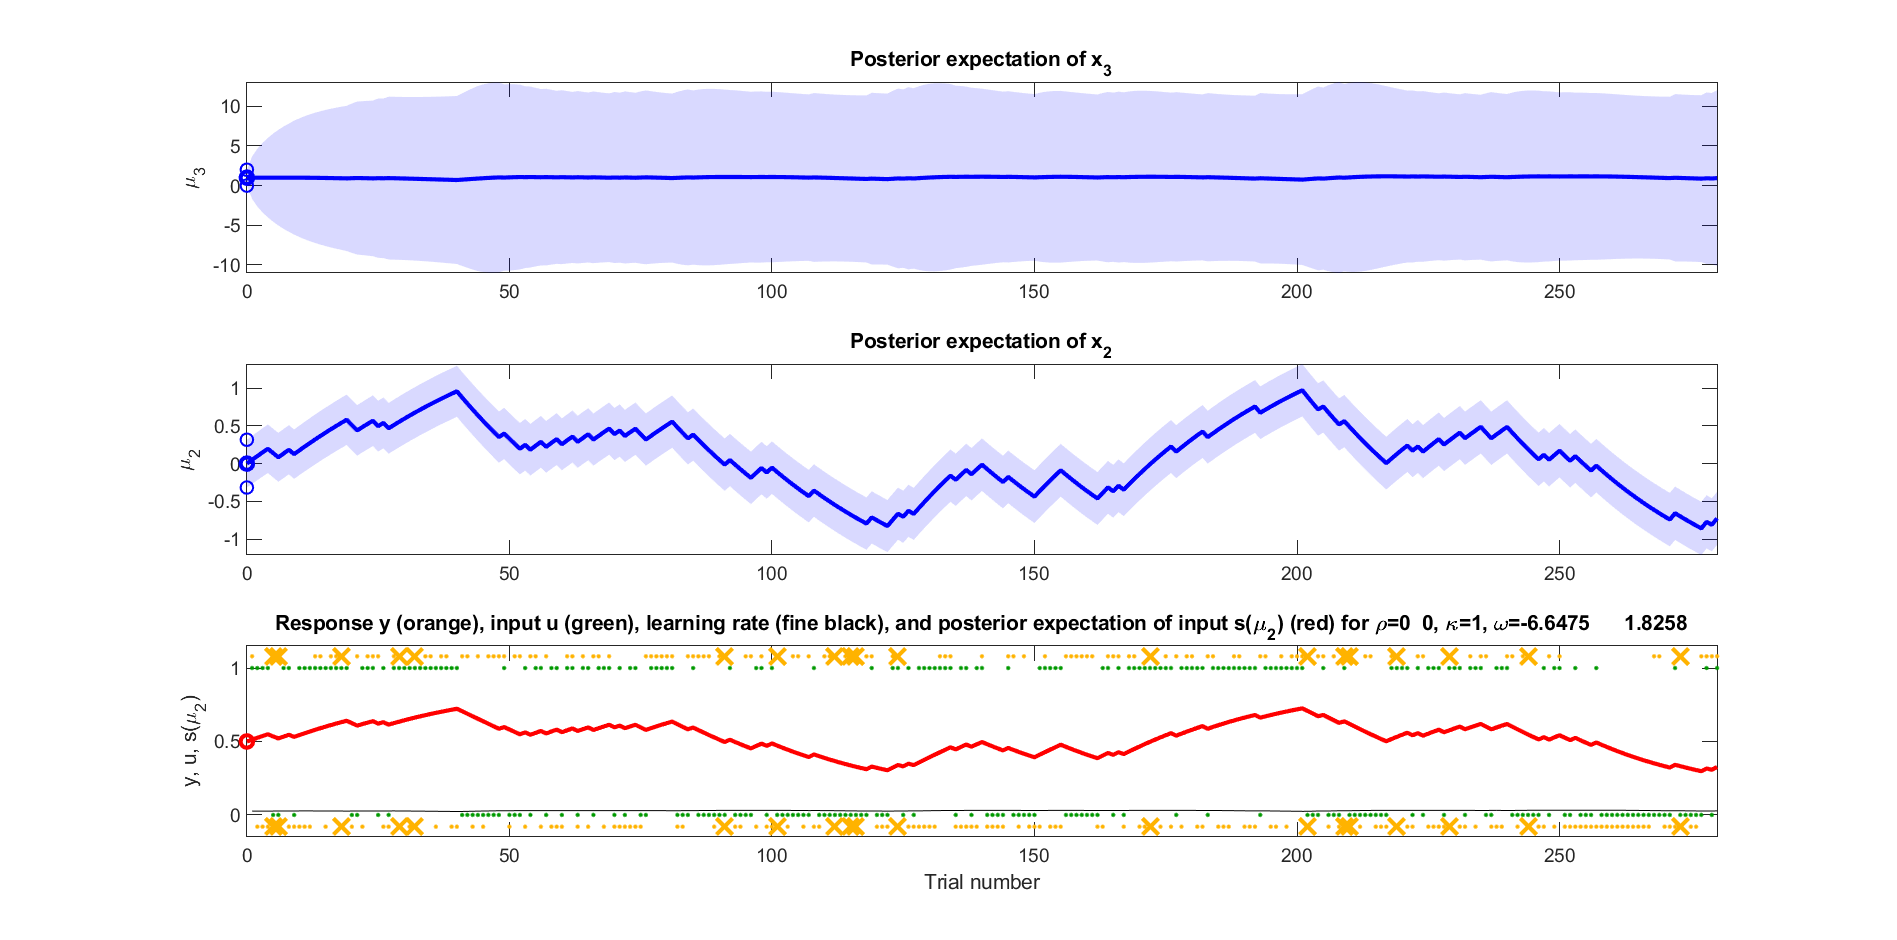 Posterior expectation of x3
μ3
10
5
0
-5
-10
0 50 100 150 200 250
Posterior expectation of x2
μ2
1
0.5
0
-0.5
-1
0 50 100 150 200 250
Response y (orange), input u (green), learning rate (fine black), and posterior expectation of input s(μ2) (red) for ρ=0 0, κ=1, ω=-6.6475 1.8258
y, u, s(μ2)
1
0.5
0
0 50 100 150 200 250
Trial number